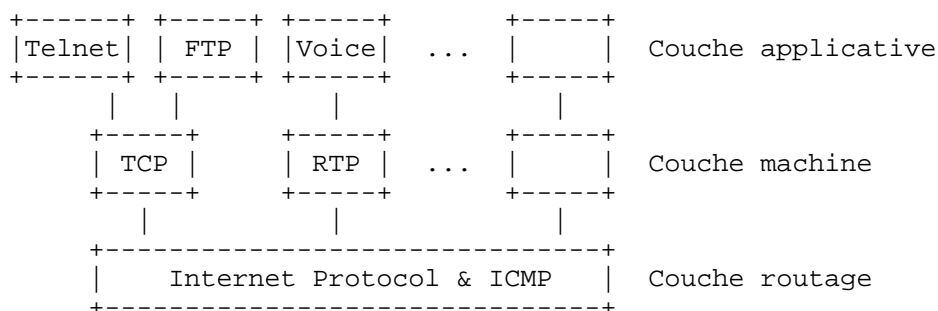 Telnet FTP Voice ... Couche applicative
TCP RTP ... Couche machine
Internet Protocol & ICMP Couche routage